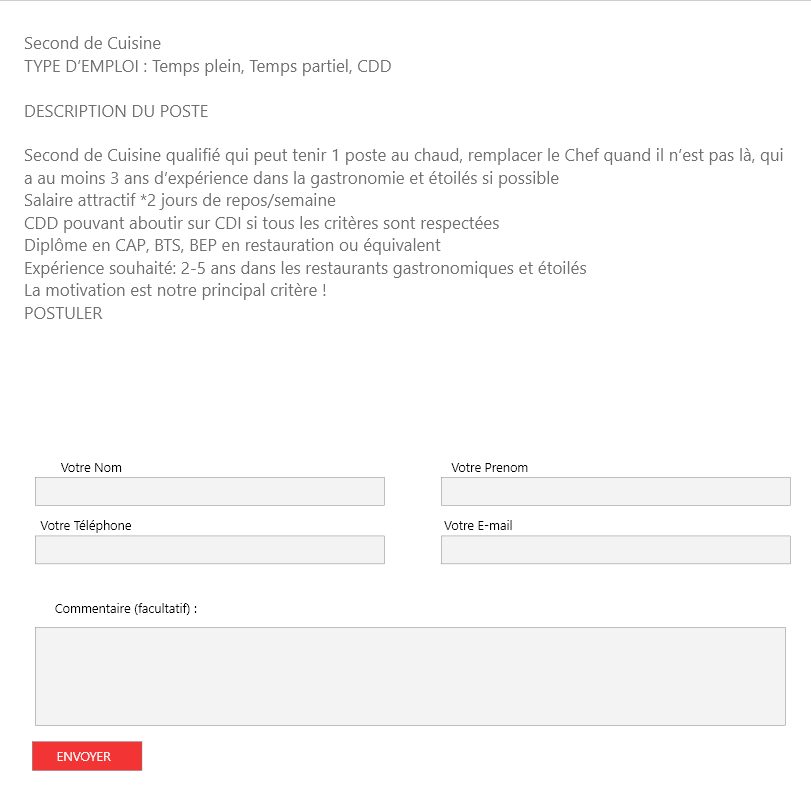 Second de Cuisine
TYPE D’EMPLOI : Temps plein, Temps partiel, CDD
DESCRIPTION DU POSTE
Second de Cuisine qualifié qui peut tenir 1 poste au chaud, remplacer le Chef quand il n’est pas là, qui
a au moins 3 ans d’expérience dans la gastronomie et étoilés si possible
Salaire attractif *2 jours de repos/semaine
CDD pouvant aboutir sur CDI si tous les critères sont respectées
Diplôme en CAP, BTS, BEP en restauration ou équivalent
Expérience souhaité: 2-5 ans dans les restaurants gastronomiques et étoilés
La motivation est notre principal critère !
POSTULER
Votre Nom
Votre Prenom
Votre Téléphone
Votre E-mail
Commentaire (facultatif) :
ENVOYER